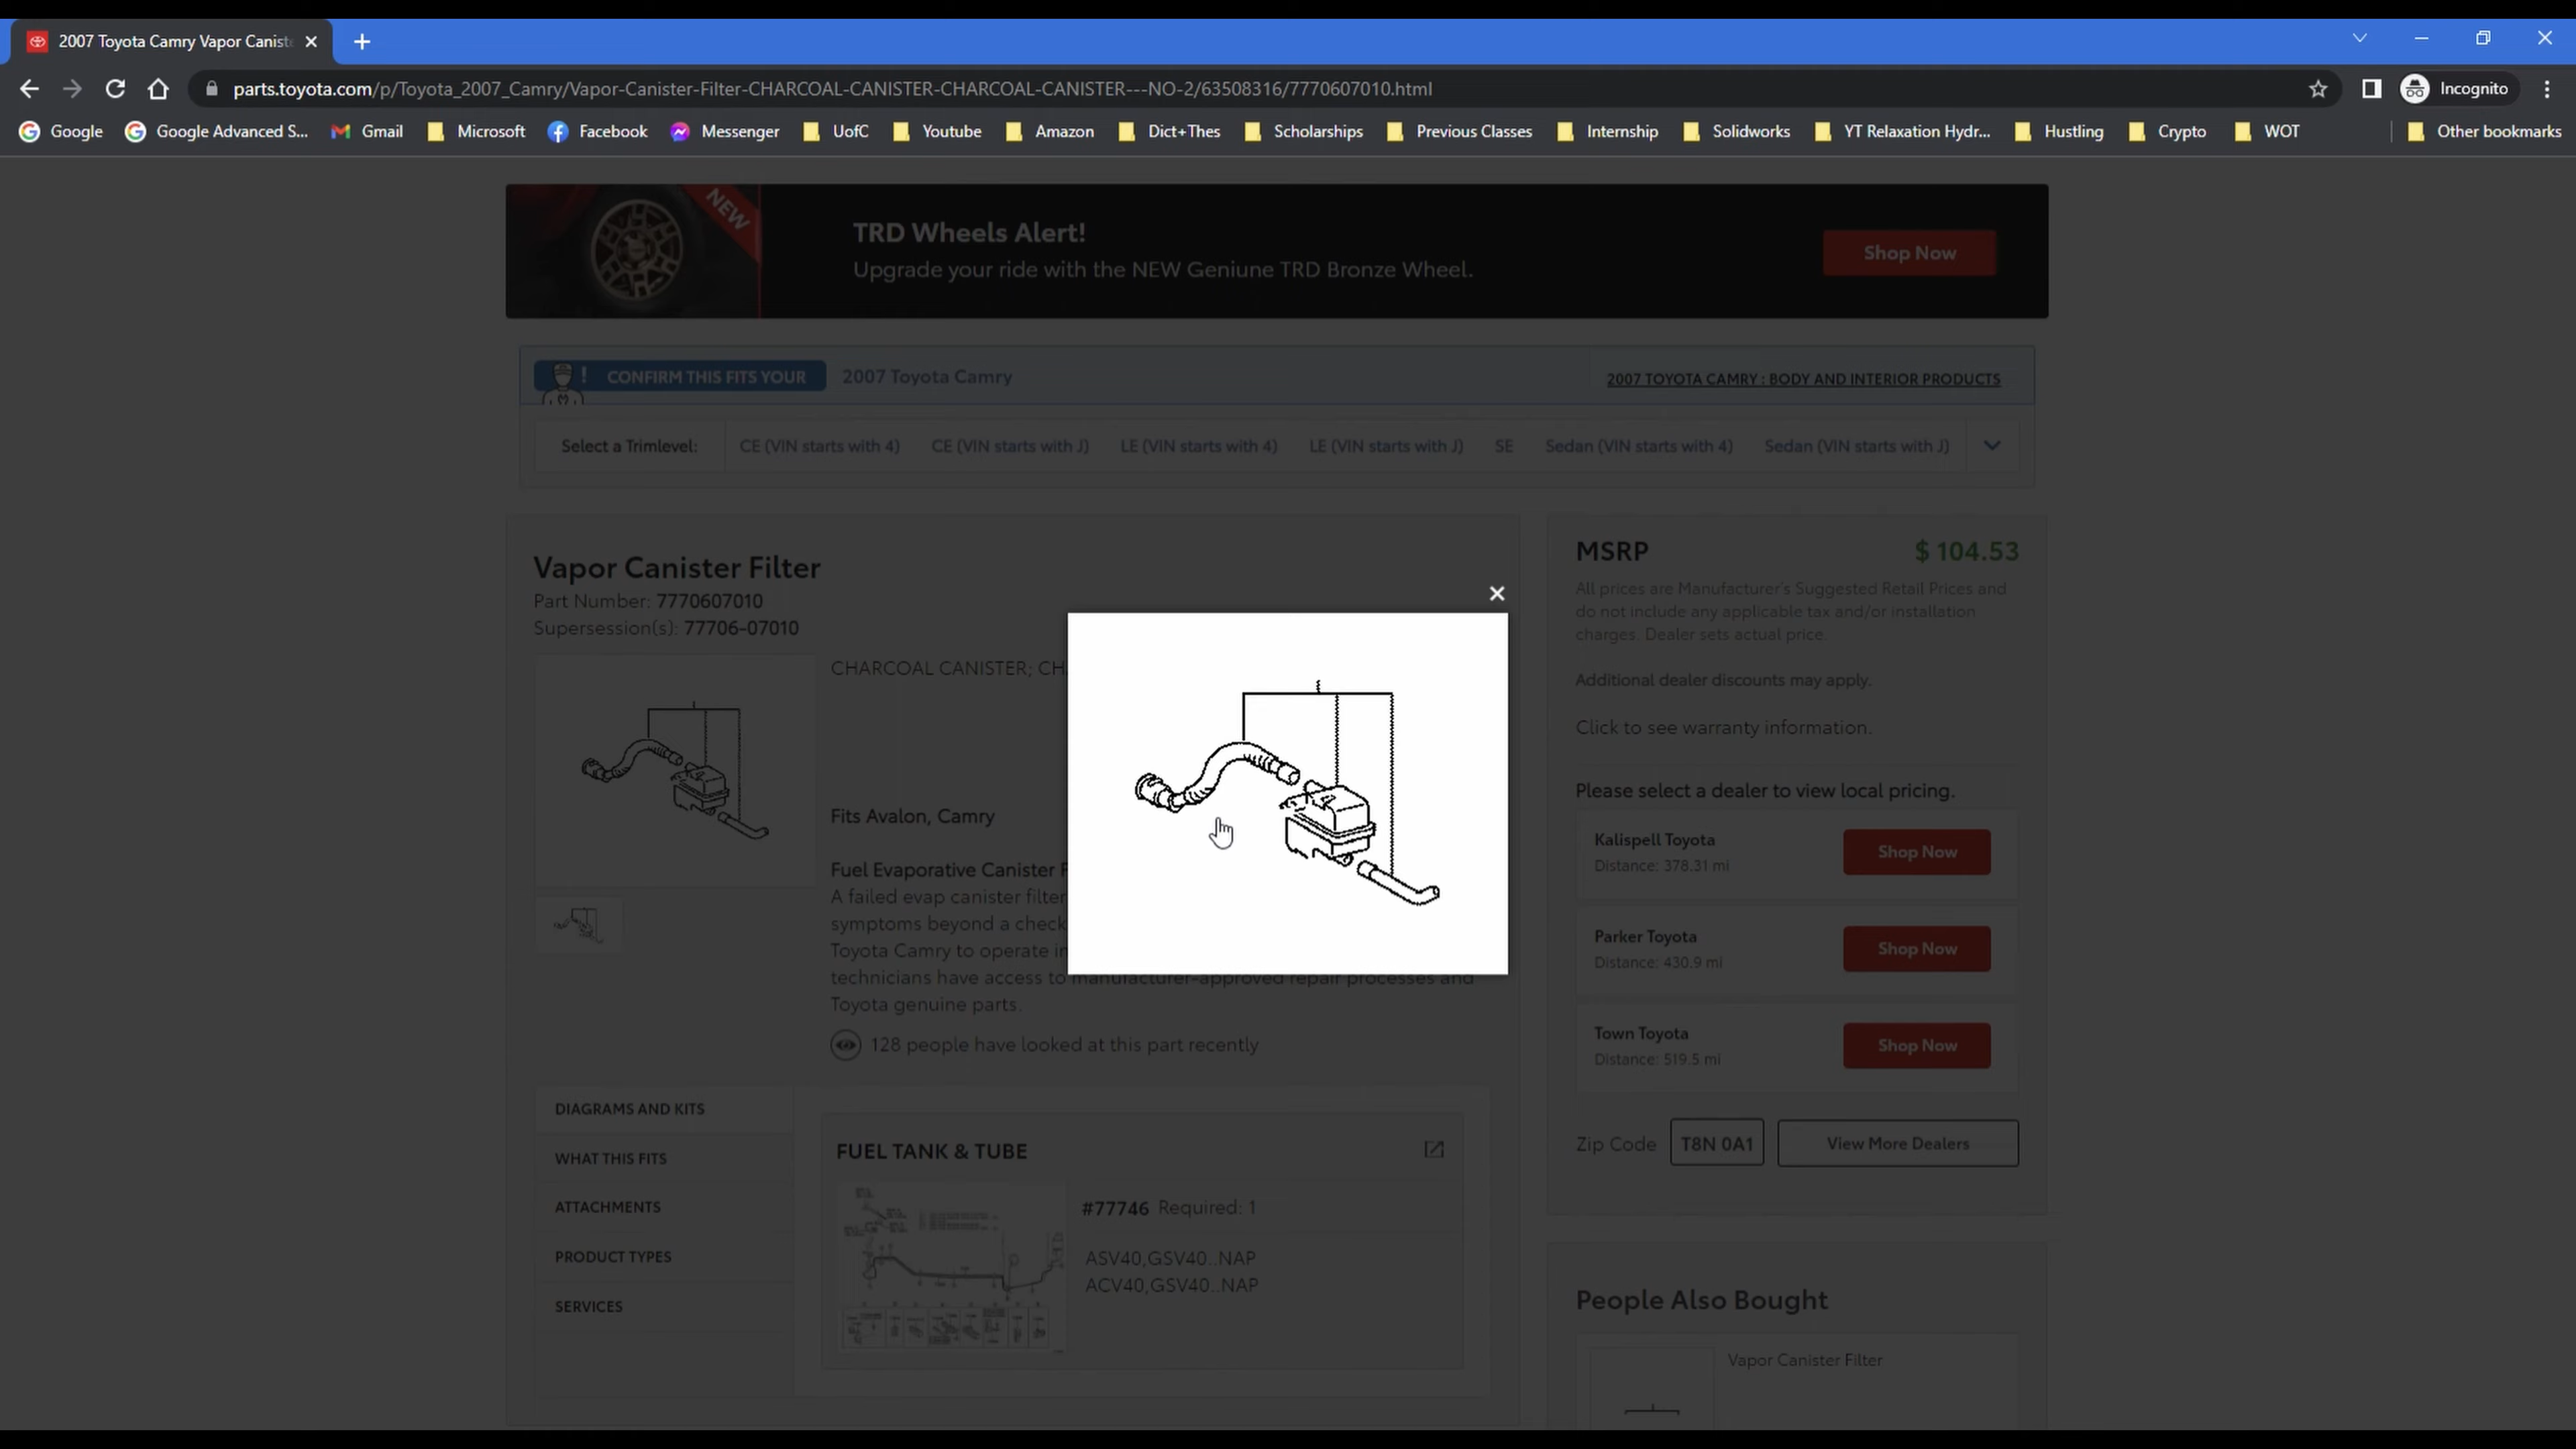 2007 Toyota Camry Vapor Caniste
parts.toyota.com/p/Toyota_2007_Camry/Vapor-Canister-Filter-CHARCOAL-CANISTER-CHARCOAL-CANISTER---NO-2/63508316/7770607010.html
Incognito
Google
Google Advanced S...
Gmail
Microsoft
Facebook
Messenger
UofC
Youtube
Amazon
Dict+Thes
Scholarships
Previous Classes
Internship
Solidworks
YT Relaxation Hydr...
Hustling
Crypto
WOT
Other bookmarks
NEW
TRD Wheels Alert!
Upgrade your ride with the NEW Geniune TRD Bronze Wheel.
Shop Now
! CONFIRM THIS FITS YOUR
2007 Toyota Camry
2007 TOYOTA CAMRY : BODY AND INTERIOR PRODUCTS
Select a Trimlevel:
CE (VIN starts with 4)
CE (VIN starts with J)
LE (VIN starts with 4)
LE (VIN starts with J)
SE
Sedan (VIN starts with 4)
Sedan (VIN starts with J)
Vapor Canister Filter
Part Number: 7770607010
Supersession(s): 77706-07010
CHARCOAL CANISTER; CH
Fits Avalon, Camry
Fuel Evaporative Canister F
A failed evap canister filter
symptoms beyond a check
Toyota Camry to operate in
technicians have access to manufacturer-approved repair processes and
Toyota genuine parts.
128 people have looked at this part recently
DIAGRAMS AND KITS
WHAT THIS FITS
ATTACHMENTS
PRODUCT TYPES
SERVICES
FUEL TANK & TUBE
#77746 Required: 1
ASV40,GSV40..NAP
ACV40,GSV40..NAP
MSRP
$ 104.53
All prices are Manufacturer's Suggested Retail Prices and
do not include any applicable tax and/or installation
charges. Dealer sets actual price.
Additional dealer discounts may apply.
Click to see warranty information.
Please select a dealer to view local pricing.
Kalispell Toyota
Distance: 378.31 mi
Shop Now
Parker Toyota
Distance: 430.9 mi
Shop Now
Town Toyota
Distance: 519.5 mi
Shop Now
Zip Code
T8N 0A1
View More Dealers
People Also Bought
Vapor Canister Filter